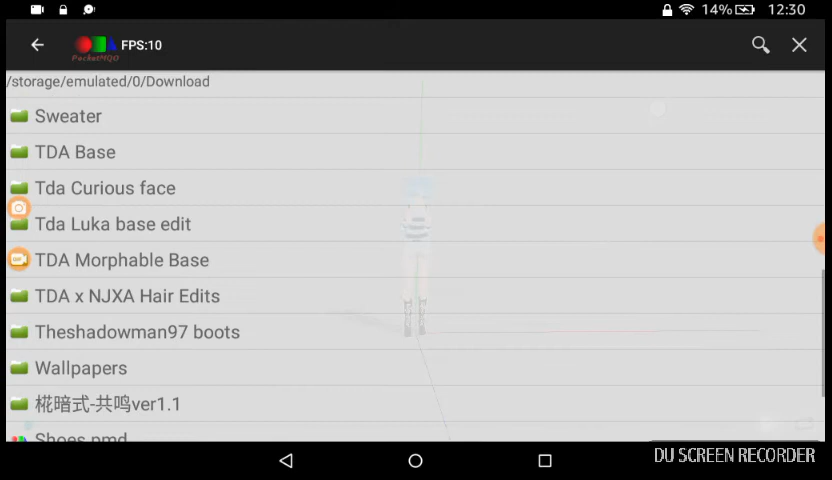 14% 12:30
PocketMQO FPS:10
/storage/emulated/0/Download
Sweater
TDA Base
Tda Curious face
Tda Luka base edit
TDA Morphable Base
TDA x NJXA Hair Edits
Theshadowman97 boots
Wallpapers
椛暗式-共鸣ver1.1
Shoes.pmd
DU SCREEN RECORDER